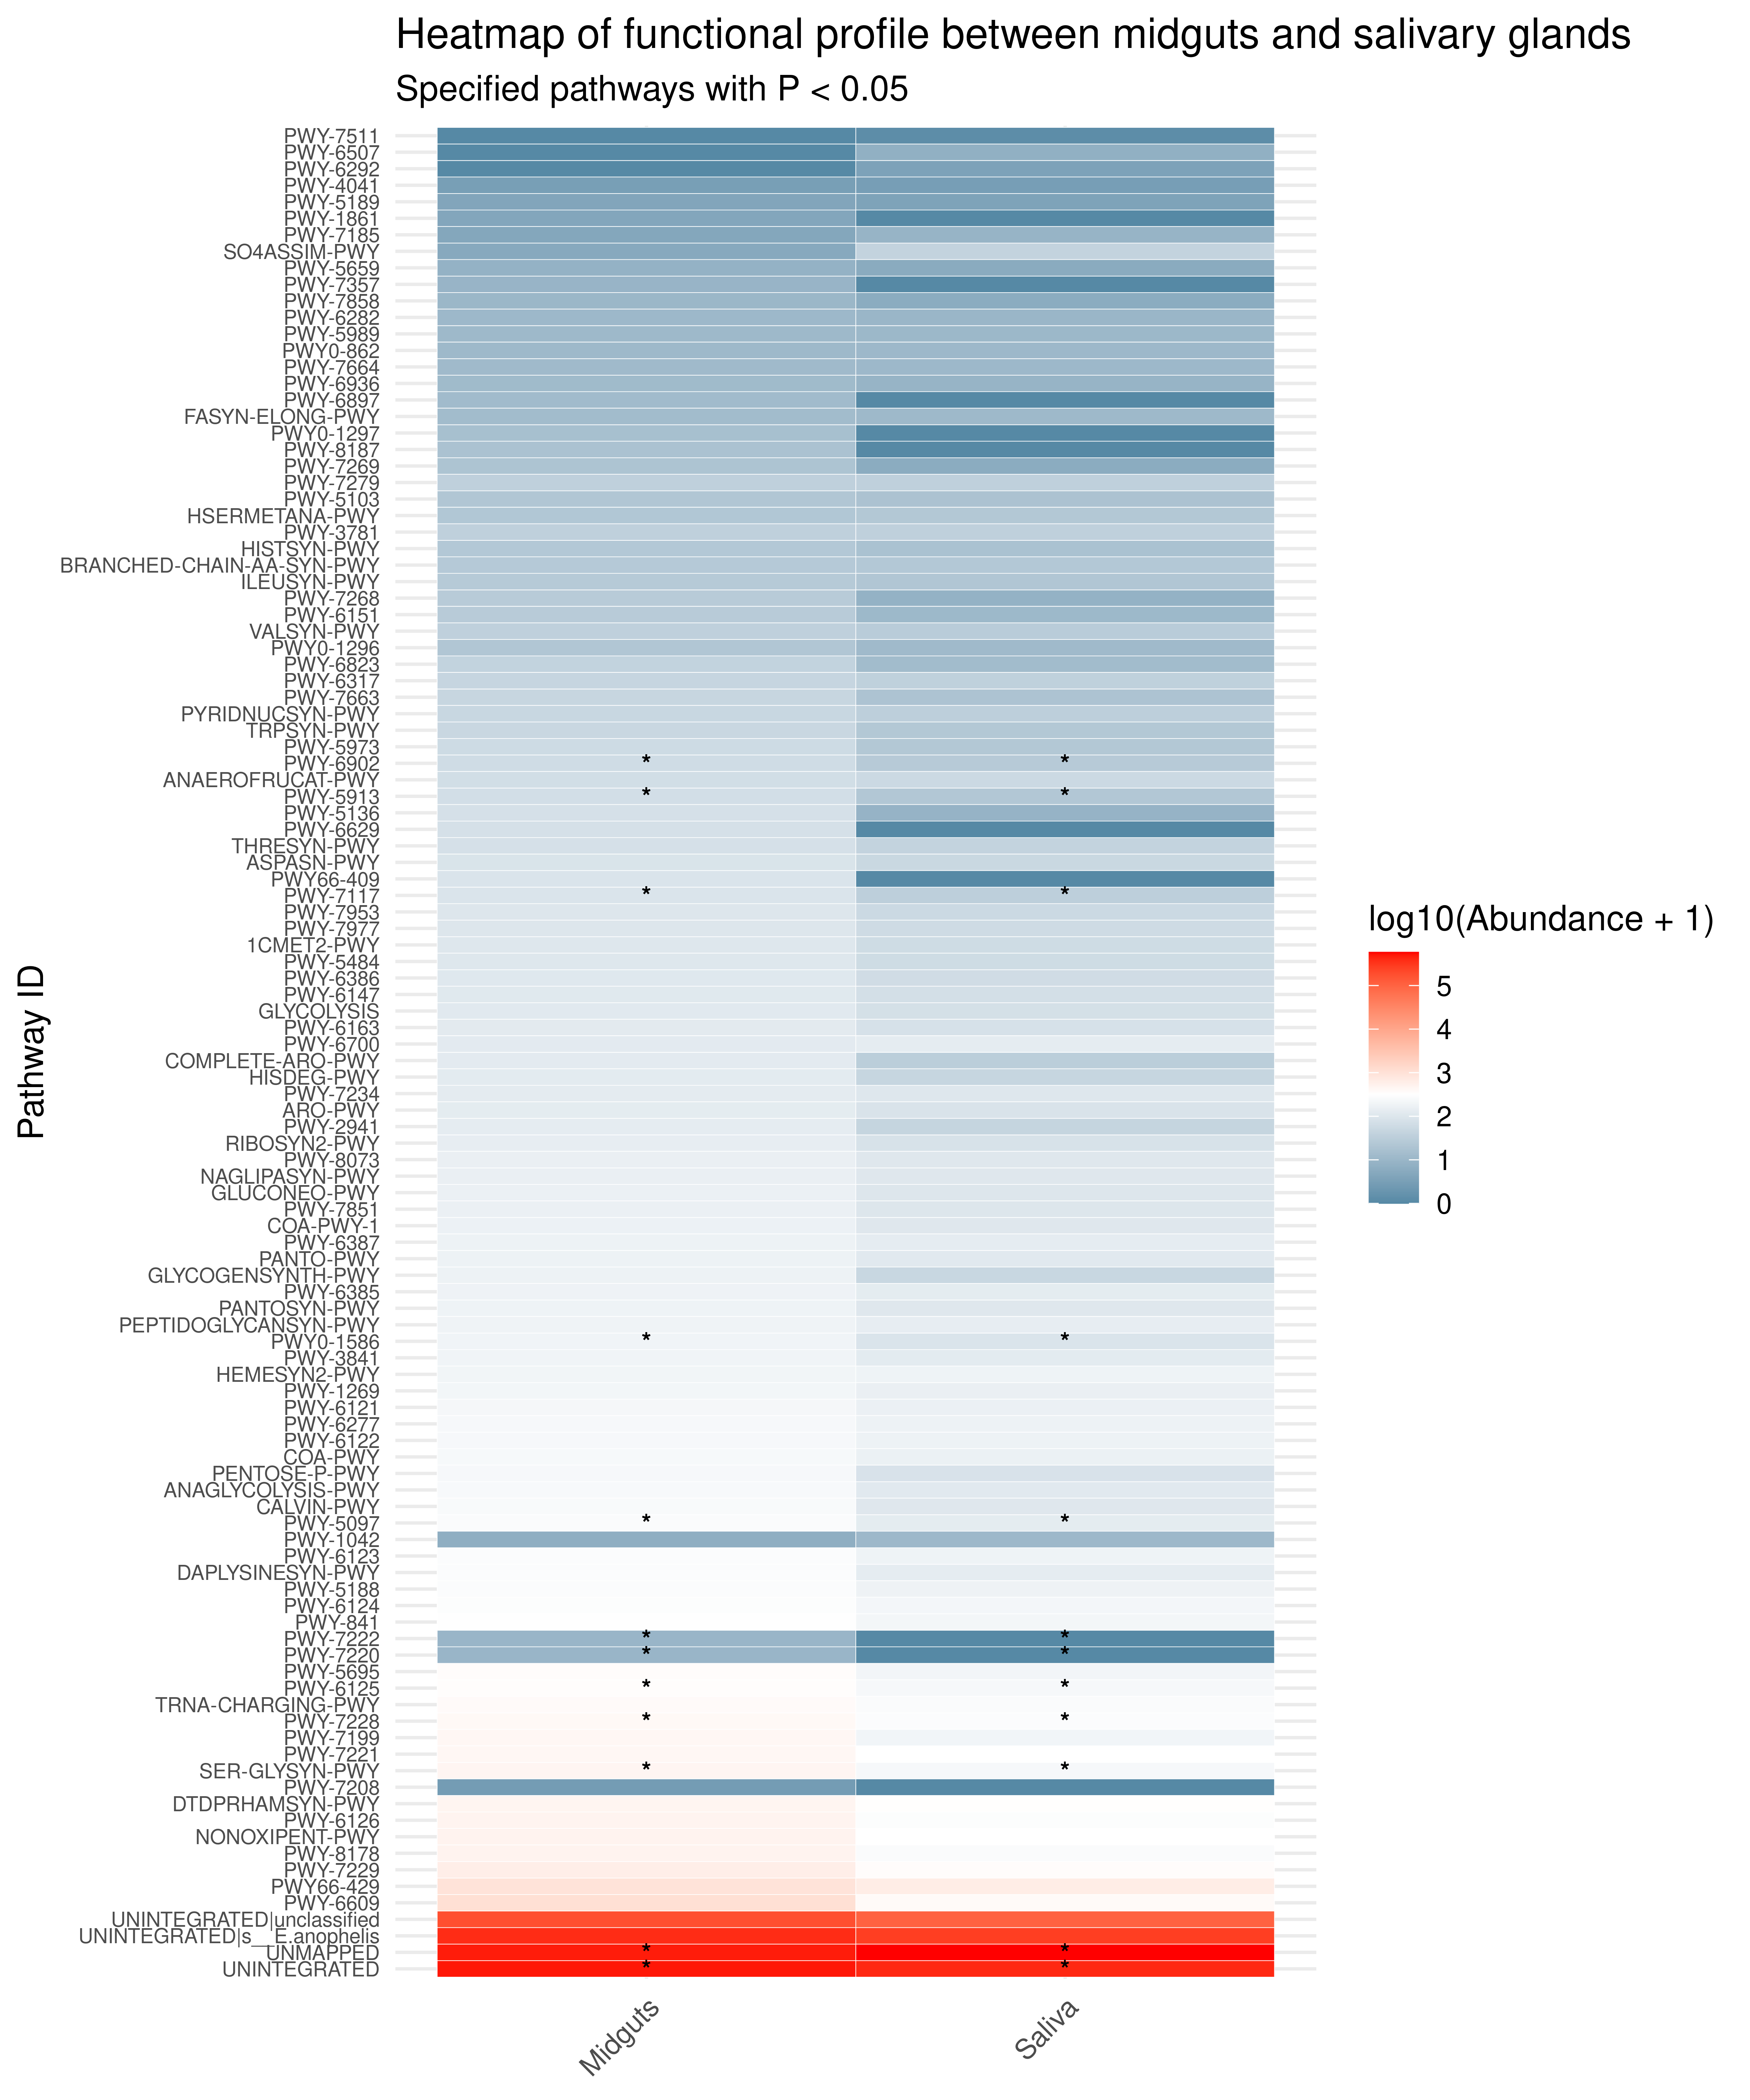 Heatmap of functional profile between midguts and salivary glands
Specified pathways with P < 0.05
Pathway ID
PWY-7511
PWY-6507
PWY-6292
PWY-4041
PWY-5189
PWY-1861
PWY-7185
SO4ASSIM-PWY
PWY-5659
PWY-7357
PWY-7858
PWY-6282
PWY-5989
PWY0-862
PWY-7664
PWY-6936
PWY-6897
FASYN-ELONG-PWY
PWY0-1297
PWY-8187
PWY-7269
PWY-7279
PWY-5103
HSERMETANA-PWY
PWY-3781
HISTSYN-PWY
BRANCHED-CHAIN-AA-SYN-PWY
ILEUSYN-PWY
PWY-7268
PWY-6151
VALSYN-PWY
PWY0-1296
PWY-6823
PWY-6317
PWY-7663
PYRIDNUCSYN-PWY
TRPSYN-PWY
PWY-5973
PWY-6902 * *
ANAEROFRUCAT-PWY
PWY-5913 * *
PWY-5136
PWY-6629
THRESYN-PWY
ASPASN-PWY
PWY66-409
PWY-7117 * *
PWY-7953
PWY-7977
1CMET2-PWY
PWY-5484
PWY-6386
PWY-6147
GLYCOLYSIS
PWY-6163
PWY-6700
COMPLETE-ARO-PWY
HISDEG-PWY
PWY-7234
ARO-PWY
PWY-2941
RIBOSYN2-PWY
PWY-8073
NAGLIPASYN-PWY
GLUCONEO-PWY
PWY-7851
COA-PWY-1
PWY-6387
PANTO-PWY
GLYCOGENSYNTH-PWY
PWY-6385
PANTOSYN-PWY
PEPTIDOGLYCANSYN-PWY
PWY0-1586 * *
PWY-3841
HEMESYN2-PWY
PWY-1269
PWY-6121
PWY-6277
PWY-6122
COA-PWY
PENTOSE-P-PWY
ANAGLYCOLYSIS-PWY
CALVIN-PWY
PWY-5097 * *
PWY-1042
PWY-6123
DAPLYSINESYN-PWY
PWY-5188
PWY-6124
PWY-841
PWY-7222 * *
PWY-7220 * *
PWY-5695
PWY-6125 * *
TRNA-CHARGING-PWY
PWY-7228 * *
PWY-7199
PWY-7221
SER-GLYSYN-PWY * *
PWY-7208
DTDPRHAMSYN-PWY
PWY-6126
NONOXIPENT-PWY
PWY-8178
PWY-7229
PWY66-429
PWY-6609
UNINTEGRATED|unclassified
UNINTEGRATED|s__E.anophelis
UNMAPPED * *
UNINTEGRATED * *
Midguts
Saliva
log10(Abundance + 1)
5
4
3
2
1
0